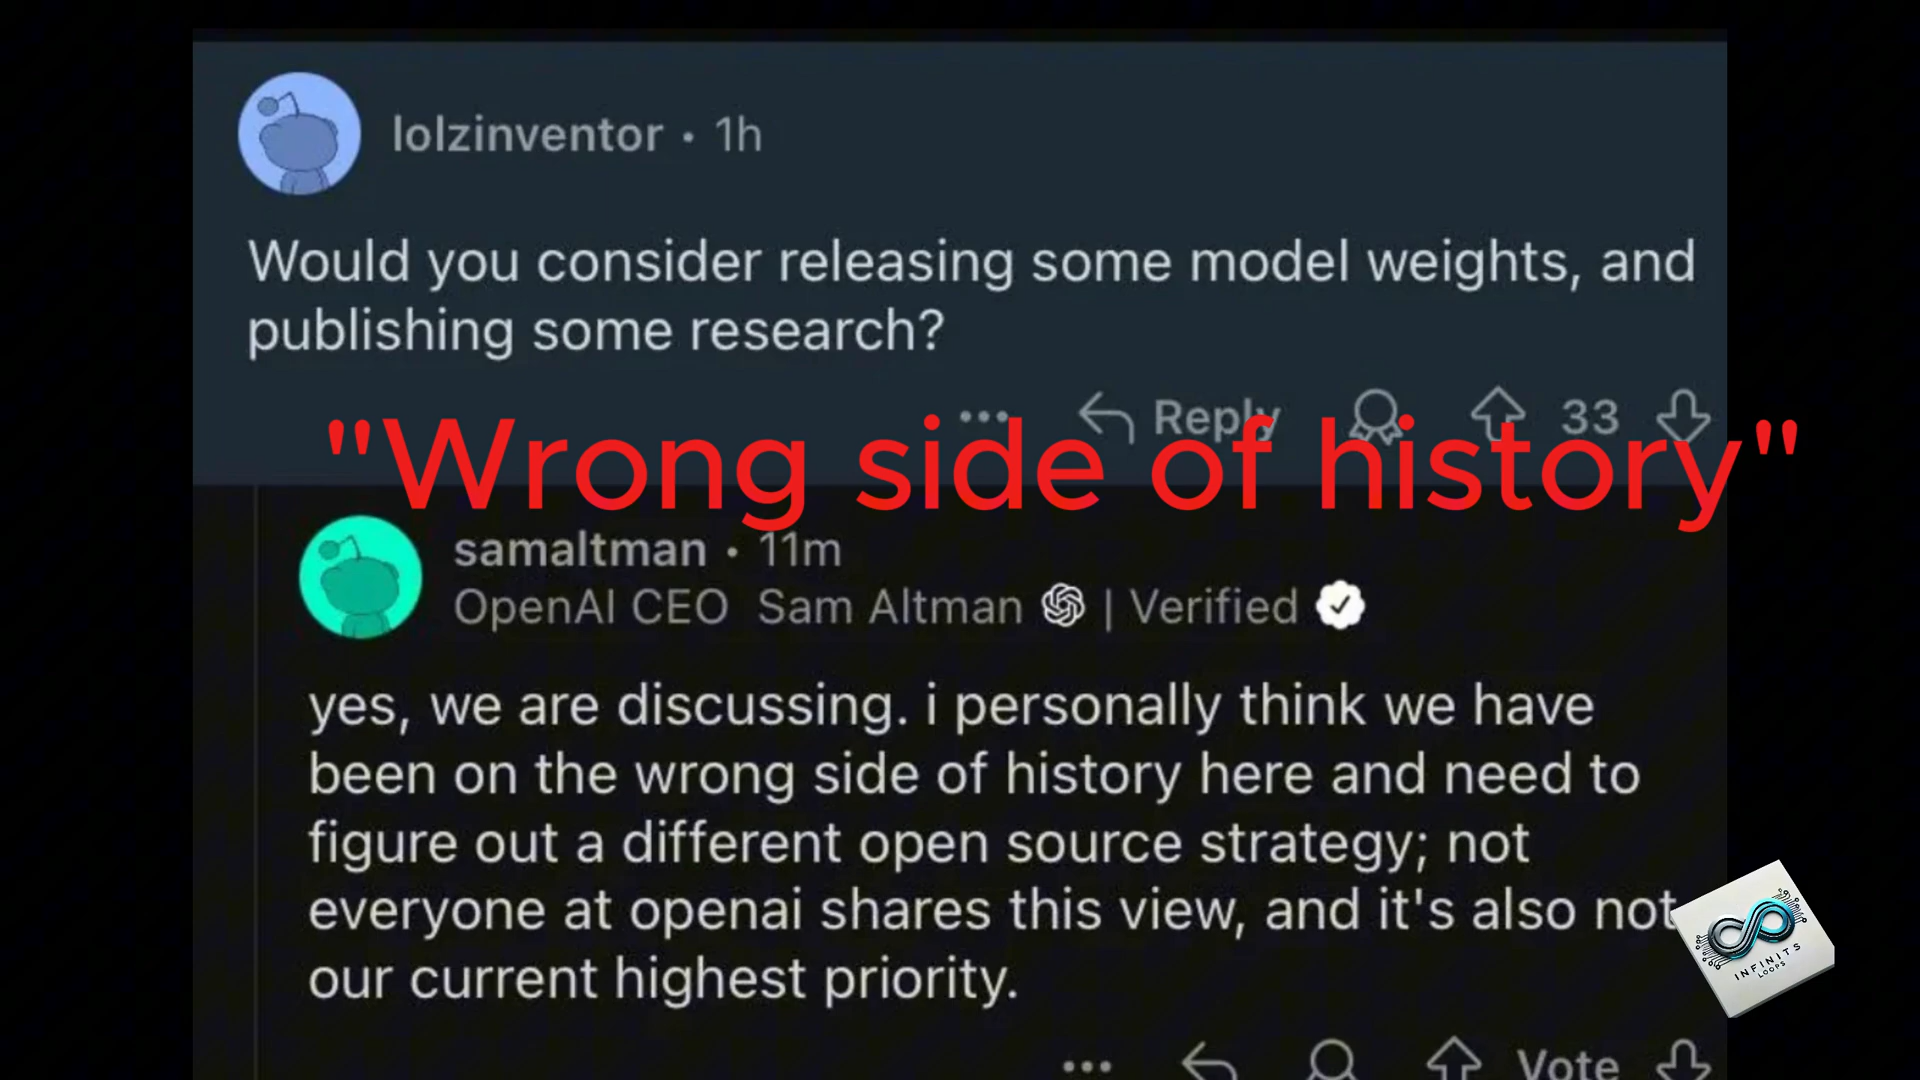 lolzinventor • 1h
Would you consider releasing some model weights, and
publishing some research?
... Reply 33
"Wrong side of history"
samaltman • 11m
OpenAI CEO Sam Altman | Verified
yes, we are discussing. i personally think we have
been on the wrong side of history here and need to
figure out a different open source strategy; not
everyone at openai shares this view, and it's also not
our current highest priority.
INFINITS
LOOPS
... Vote